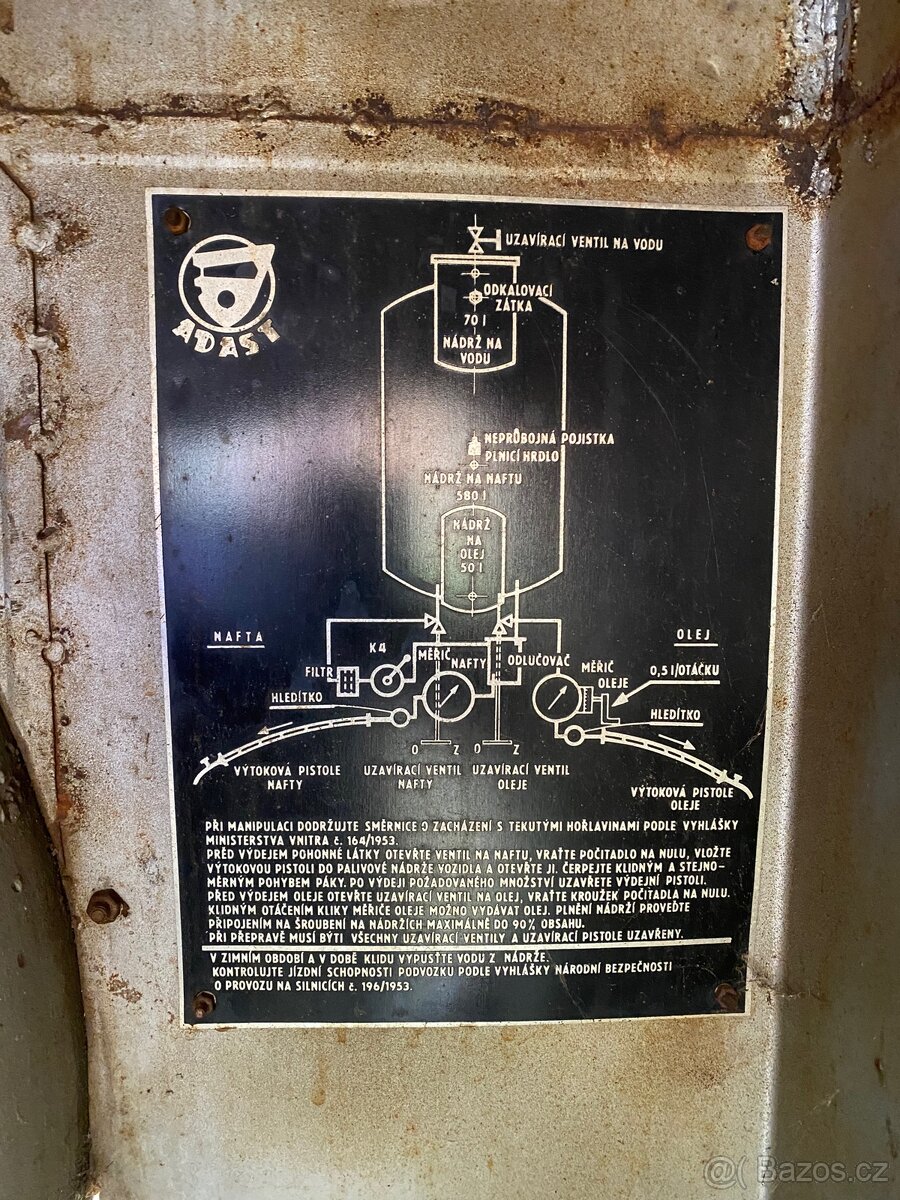 ADAST
UZAVÍRACÍ VENTIL NA VODU
ODKALOVACÍ
ZÁTKA
70 l
NÁDRŽ NA
VODU
NEPRŮBOJNÁ POJISTKA
PLNICÍ HRDLO
NÁDRŽ NA NAFTU
580 l
NÁDRŽ
NA
OLEJ
50 l
NAFTA
OLEJ
K4
MĚŘIČ
NAFTY
ODLUČOVAČ
MĚŘIČ
OLEJE
0,5 l/OTÁČKU
FILTR
HLEDÍTKO
HLEDÍTKO
O Z O Z
VÝTOKOVÁ PISTOLE
NAFTY
UZAVÍRACÍ VENTIL
NAFTY
UZAVÍRACÍ VENTIL
OLEJE
VÝTOKOVÁ PISTOLE
OLEJE
PŘI MANIPULACI DODRŽUJTE SMĚRNICE O ZACHÁZENÍ S TEKUTÝMI HOŘLAVINAMI PODLE VYHLÁŠKY
MINISTERSTVA VNITRA č. 164/1953.
PŘED VÝDEJEM POHONNÉ LÁTKY OTEVŘTE VENTIL NA NAFTU, VRAŤTE POČITADLO NA NULU, VLOŽTE
VÝTOKOVOU PISTOLI DO PALIVOVÉ NÁDRŽE VOZIDLA A OTEVŘTE JI. ČERPEJTE KLIDNÝM A STEJNO-
MĚRNÝM POHYBEM PÁKY. PO VÝDEJI POŽADOVANÉHO MNOŽSTVÍ UZAVŘETE VÝDEJNÍ PISTOLI.
PŘED VÝDEJEM OLEJE OTEVŘTE UZAVÍRACÍ VENTIL NA OLEJ, VRAŤTE KROUŽEK POČITADLA NA NULU.
KLIDNÝM OTÁČENÍM KLIKY MĚŘIČE OLEJE MOŽNO VYDÁVAT OLEJ. PLNĚNÍ NÁDRŽÍ PROVEĎTE
PŘIPOJENÍM NA ŠROUBENÍ NA NÁDRŽÍCH MAXIMÁLNĚ DO 90% OBSAHU.
PŘI PŘEPRAVĚ MUSÍ BÝTI VŠECHNY UZAVÍRACÍ VENTILY A UZAVÍRACÍ PISTOLE UZAVŘENY.
V ZIMNÍM OBDOBÍ A V DOBĚ KLIDU VYPUSŤTE VODU Z NÁDRŽE.
KONTROLUJTE JÍZDNÍ SCHOPNOSTI PODVOZKU PODLE VYHLÁŠKY NÁRODNÍ BEZPEČNOSTI
O PROVOZU NA SILNICÍCH č. 196/1953.
@( Bazos.cz